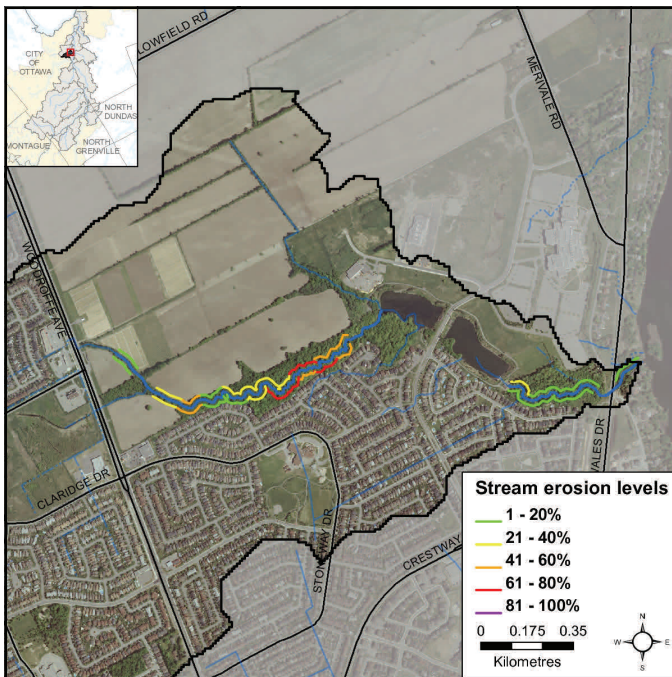 CITY
OF
OTTAWA
NORTH
DUNDAS
MONTAGUE
NORTH
GRENVILLE
LOWFIELD RD
MERIVALE RD
WOODROFFE AVE
CLARIDGE DR
STONEWAY DR
CRESTWAY
VALES DR
Stream erosion levels
1 - 20%
21 - 40%
41 - 60%
61 - 80%
81 - 100%
0 0.175 0.35
Kilometres
N
W E
S